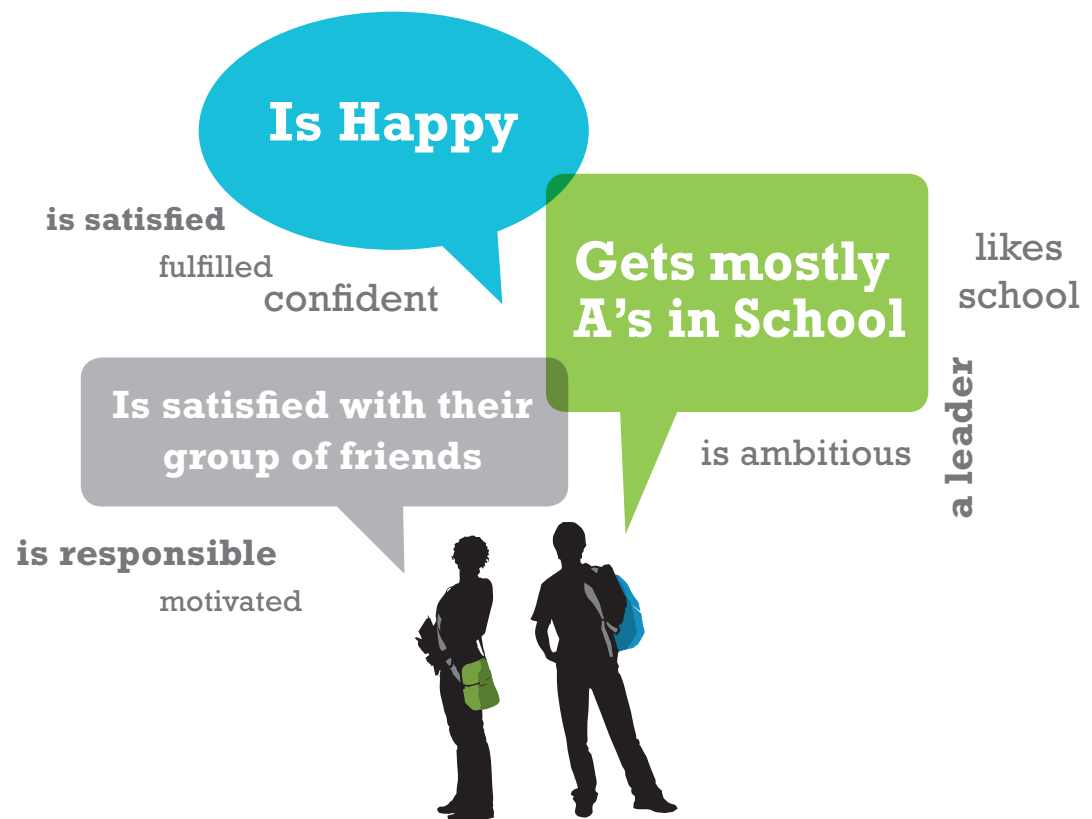 Is Happy
is satisfied
fulfilled
confident
Gets mostly
A’s in School
likes
school
Is satisfied with their
group of friends
is ambitious
a leader
is responsible
motivated